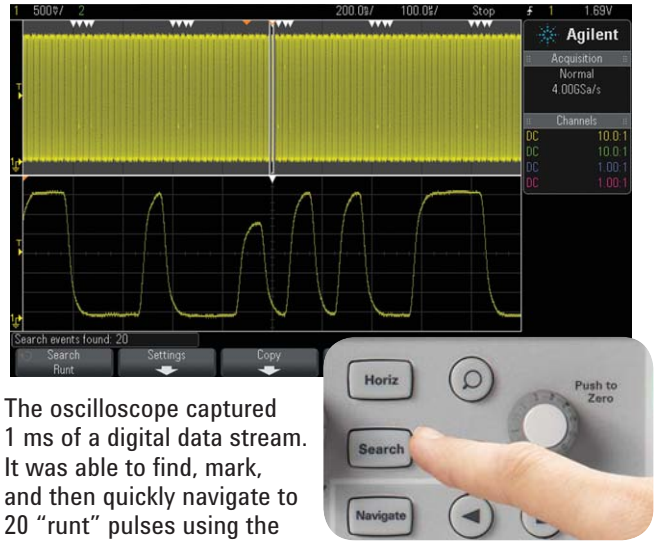 1 500▽/ 2 200.0▽/ 100.0▽/ Stop 1 1.69V
Agilent
Acquisition
Normal
4.00GSa/s
Channels
DC 10.0:1
DC 10.0:1
DC 1.00:1
DC 1.00:1
T
T
Search events found: 20
Search Settings Copy
Runt
Horiz
Push to
Zero
Search
Navigate
The oscilloscope captured
1 ms of a digital data stream.
It was able to find, mark,
and then quickly navigate to
20 “runt” pulses using the